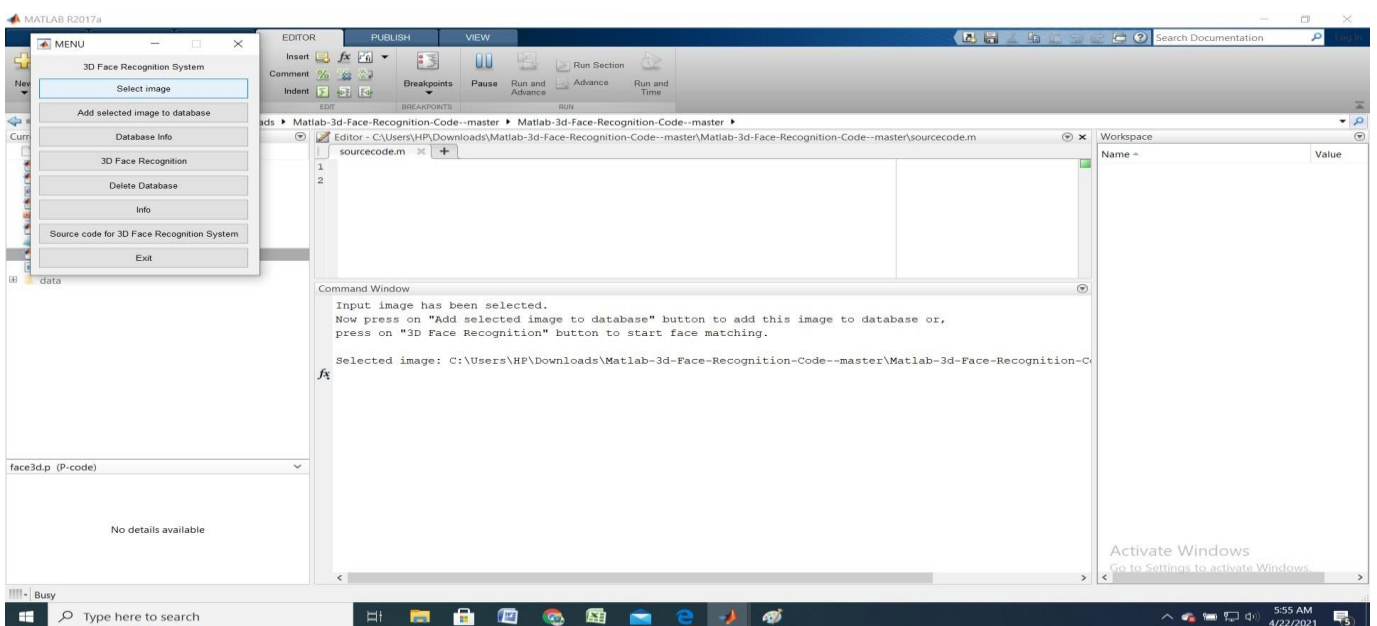 MATLAB R2017a
MENU
3D Face Recognition System
Select image
Add selected image to database
Database Info
3D Face Recognition
Delete Database
Info
Source code for 3D Face Recognition System
Exit
EDITOR PUBLISH VIEW
Search Documentation
Log In
New
Insert
Comment
Indent
Breakpoints
Pause
Run and Advance
Run Section
Advance
Run and Time
EDIT BREAKPOINTS RUN
ads ▸ Matlab-3d-Face-Recognition-Code--master ▸ Matlab-3d-Face-Recognition-Code--master ▸
Curr
Editor - C:\Users\HP\Downloads\Matlab-3d-Face-Recognition-Code--master\Matlab-3d-Face-Recognition-Code--master\sourcecode.m
sourcecode.m
1
2
Workspace
Name Value
data
Command Window
Input image has been selected.
Now press on "Add selected image to database" button to add this image to database or,
press on "3D Face Recognition" button to start face matching.
Selected image: C:\Users\HP\Downloads\Matlab-3d-Face-Recognition-Code--master\Matlab-3d-Face-Recognition-Co
fx
face3d.p (P-code)
No details available
Activate Windows
Go to Settings to activate Windows.
Busy
Type here to search
5:55 AM
4/22/2021